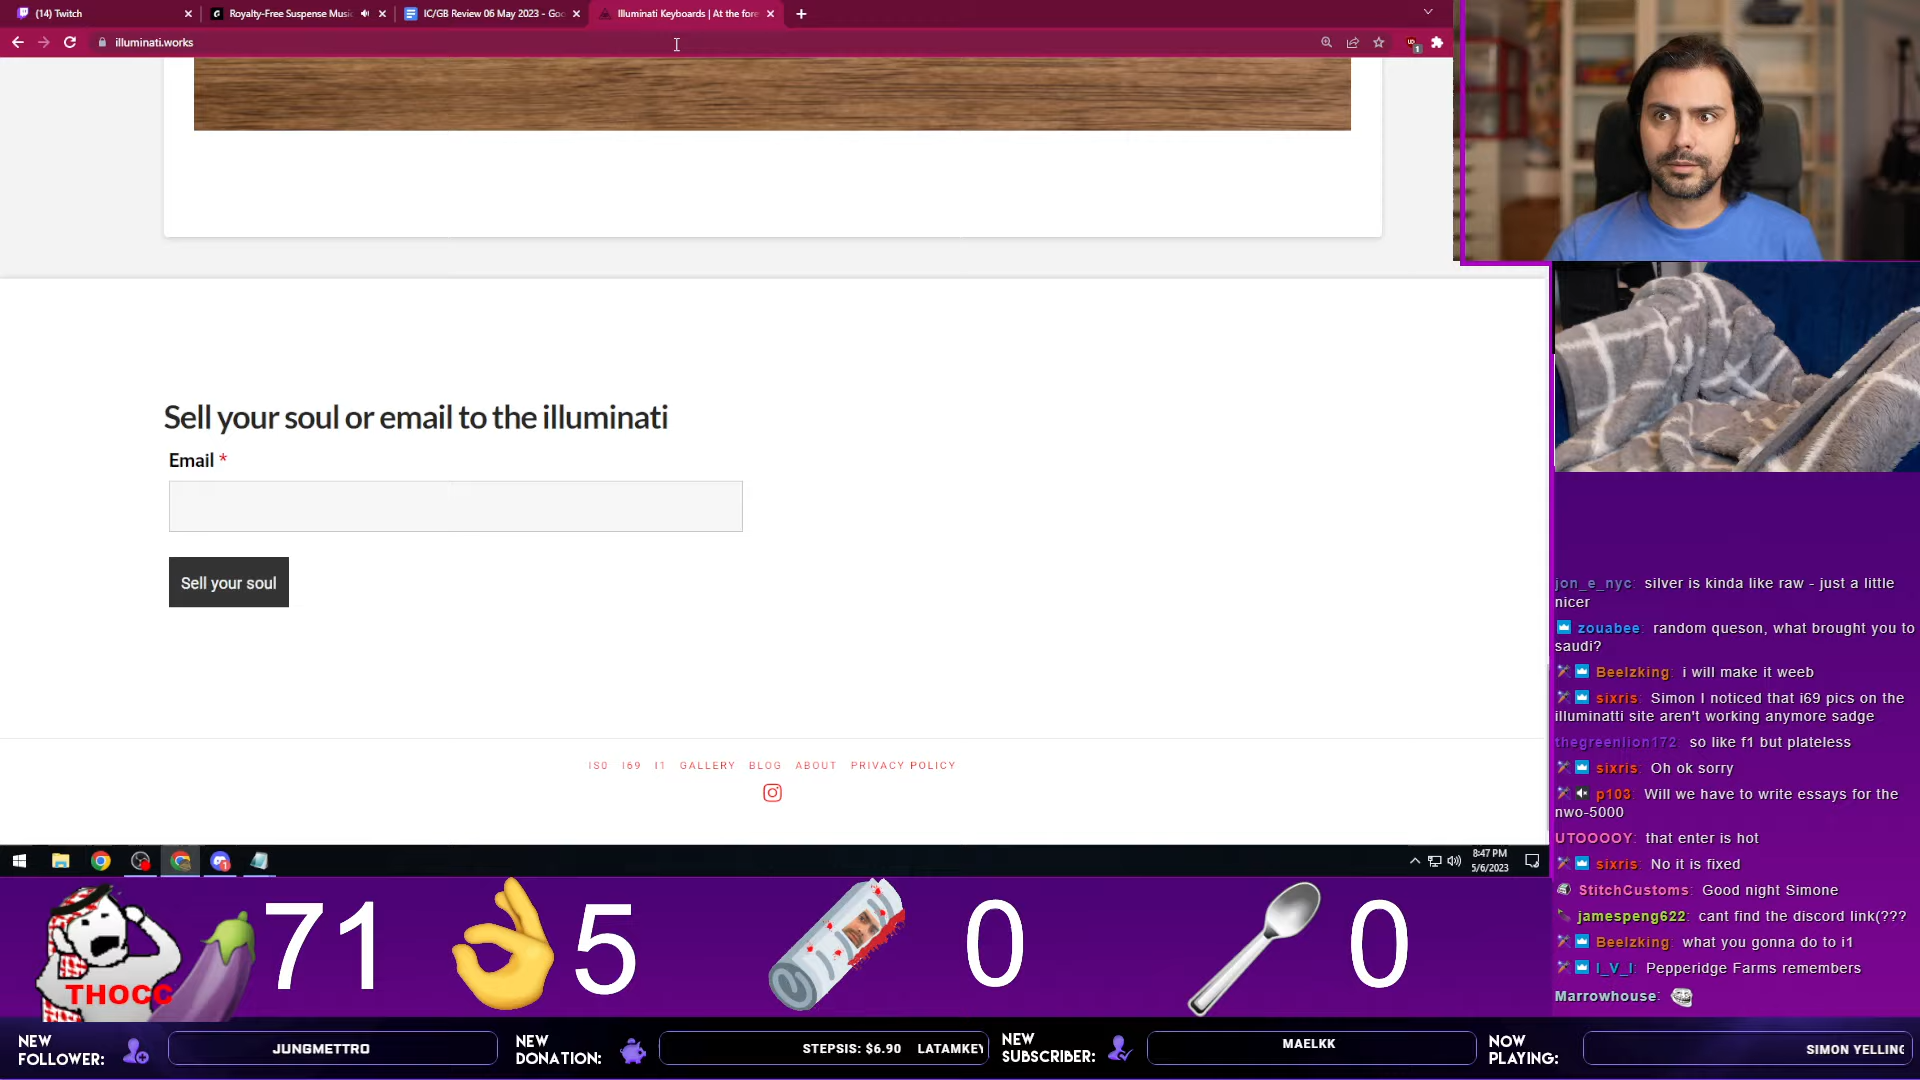 (14) Twitch
Royalty-Free Suspense Music
IC/GB Review 06 May 2023 - Goo
Illuminati Keyboards | At the fore
illuminati.works
1
Sell your soul or email to the illuminati
Email *
Sell your soul
IS0 I69 I1 GALLERY BLOG ABOUT PRIVACY POLICY
8:47 PM
5/6/2023
jon_e_nyc: silver is kinda like raw - just a little
nicer
zouabee: random queson, what brought you to
saudi?
Beelzking: i will make it weeb
sixris: Simon I noticed that i69 pics on the
illuminatti site aren't working anymore sadge
thegreenlion172: so like f1 but plateless
sixris: Oh ok sorry
p103: Will we have to write essays for the
nwo-5000
UTOOOOY: that enter is hot
sixris: No it is fixed
StitchCustoms: Good night Simone
jamespeng622: cant find the discord link(???
Beelzking: what you gonna do to i1
I_V_I: Pepperidge Farms remembers
Marrowhouse:
THOCC
71
5
0
0
NEW
FOLLOWER:
JUNGMETTRO
NEW
DONATION:
STEPSIS: $6.90 LATAMKEY
NEW
SUBSCRIBER:
MAELKK
NOW
PLAYING:
SIMON YELLING